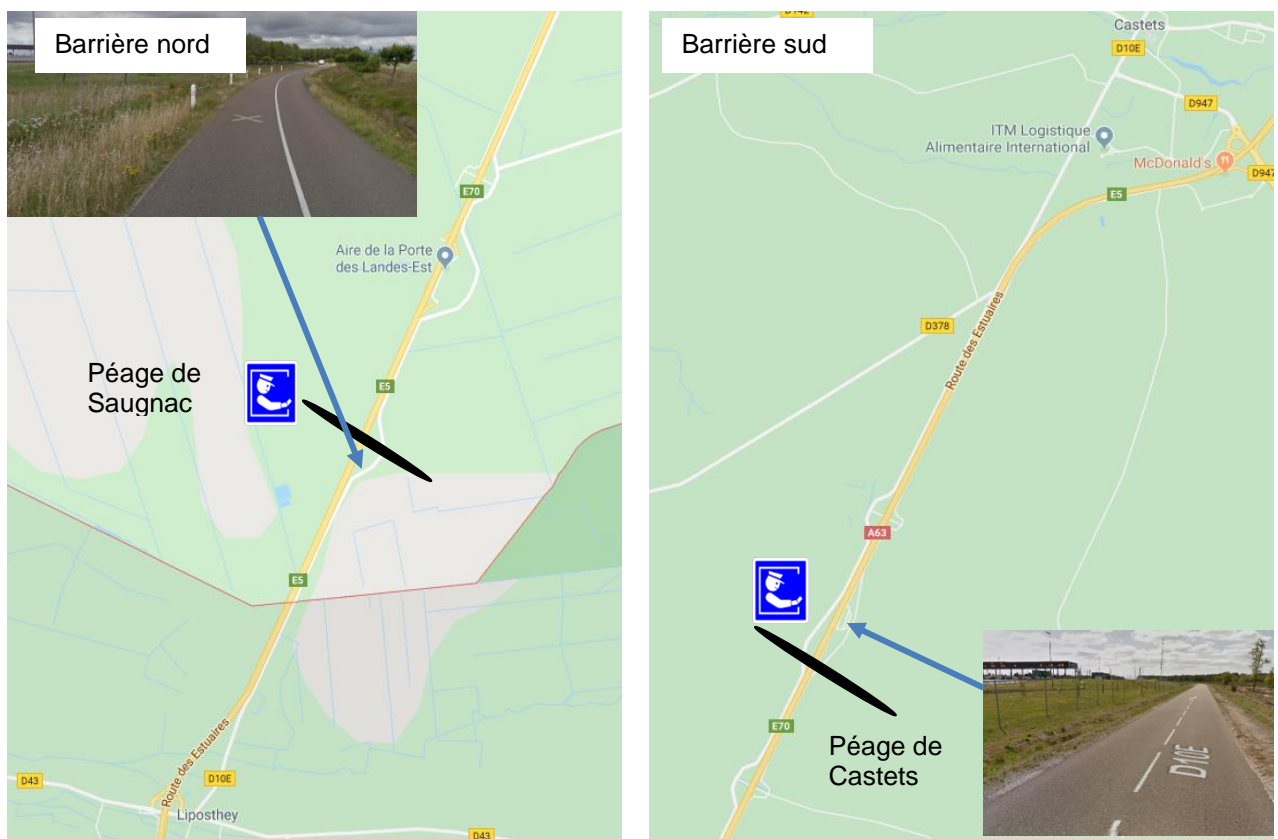 Barrière nord
E70
Aire de la Porte
des Landes-Est
Péage de
Saugnac
E5
E5
Route des Estuaires
D43
D10E
Liposthey
D43
Barrière sud
D142
Castets
D10E
D947
ITM Logistique
Alimentaire International
McDonald's
D947
E5
D378
Route des Estuaires
A63
E70
Péage de
Castets
D10E